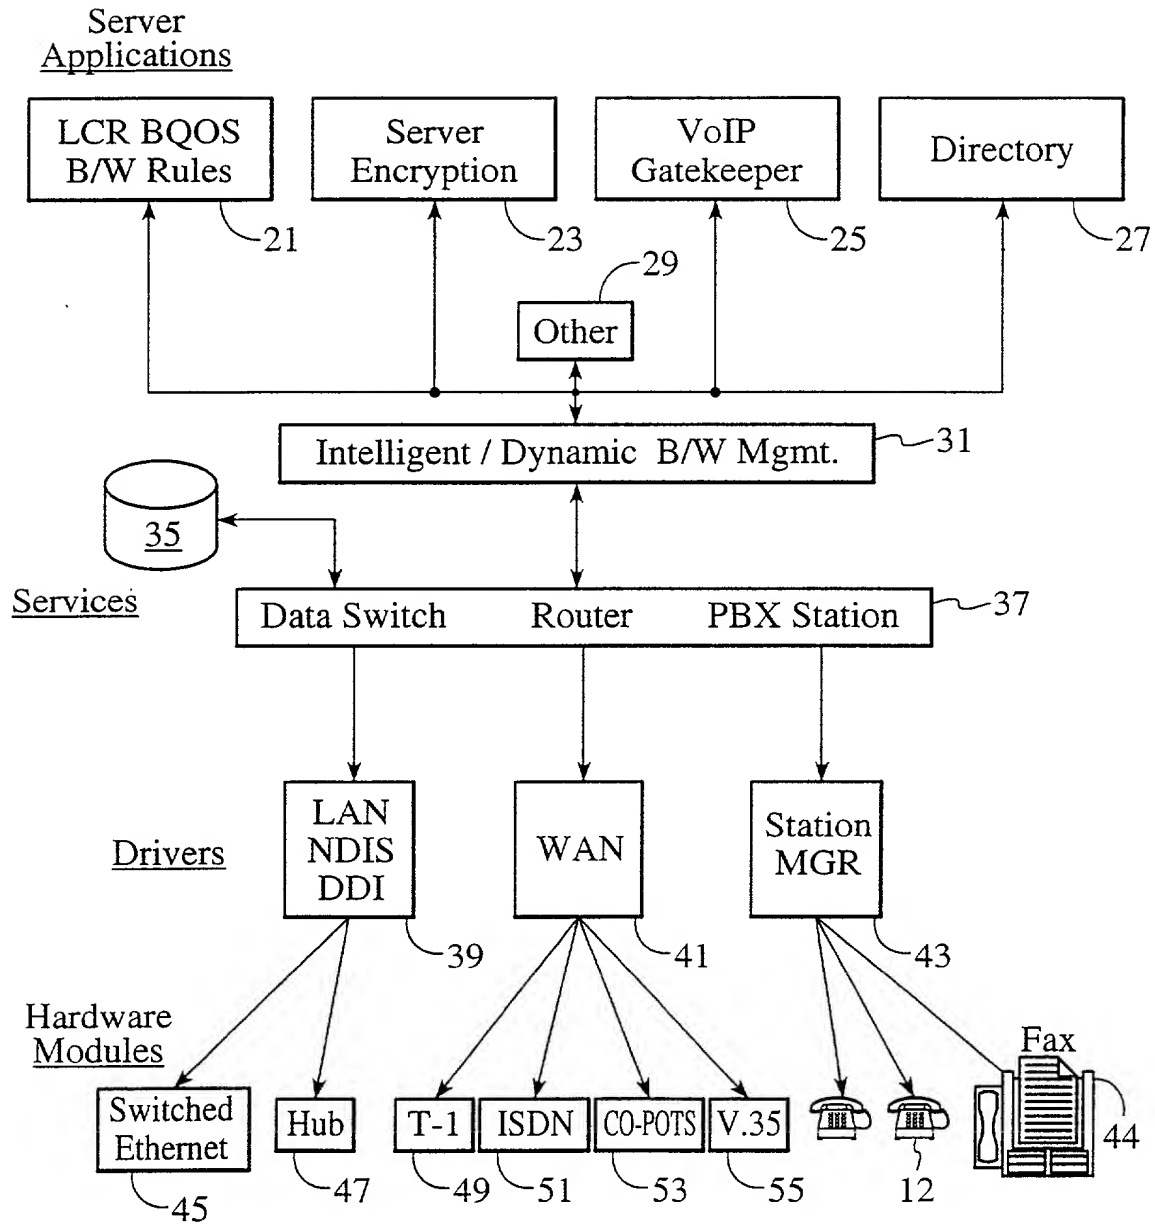 Server
Applications
LCR BQOS
B/W Rules
21
Server
Encryption
23
VoIP
Gatekeeper
25
Directory
27
29
Other
Intelligent / Dynamic B/W Mgmt.
31
35
Services
Data Switch Router PBX Station
37
Drivers
LAN
NDIS
DDI
39
WAN
41
Station
MGR
43
Hardware
Modules
Switched
Ethernet
45
Hub
47
T-1
49
ISDN
51
CO-POTS
53
V.35
55
12
Fax
44